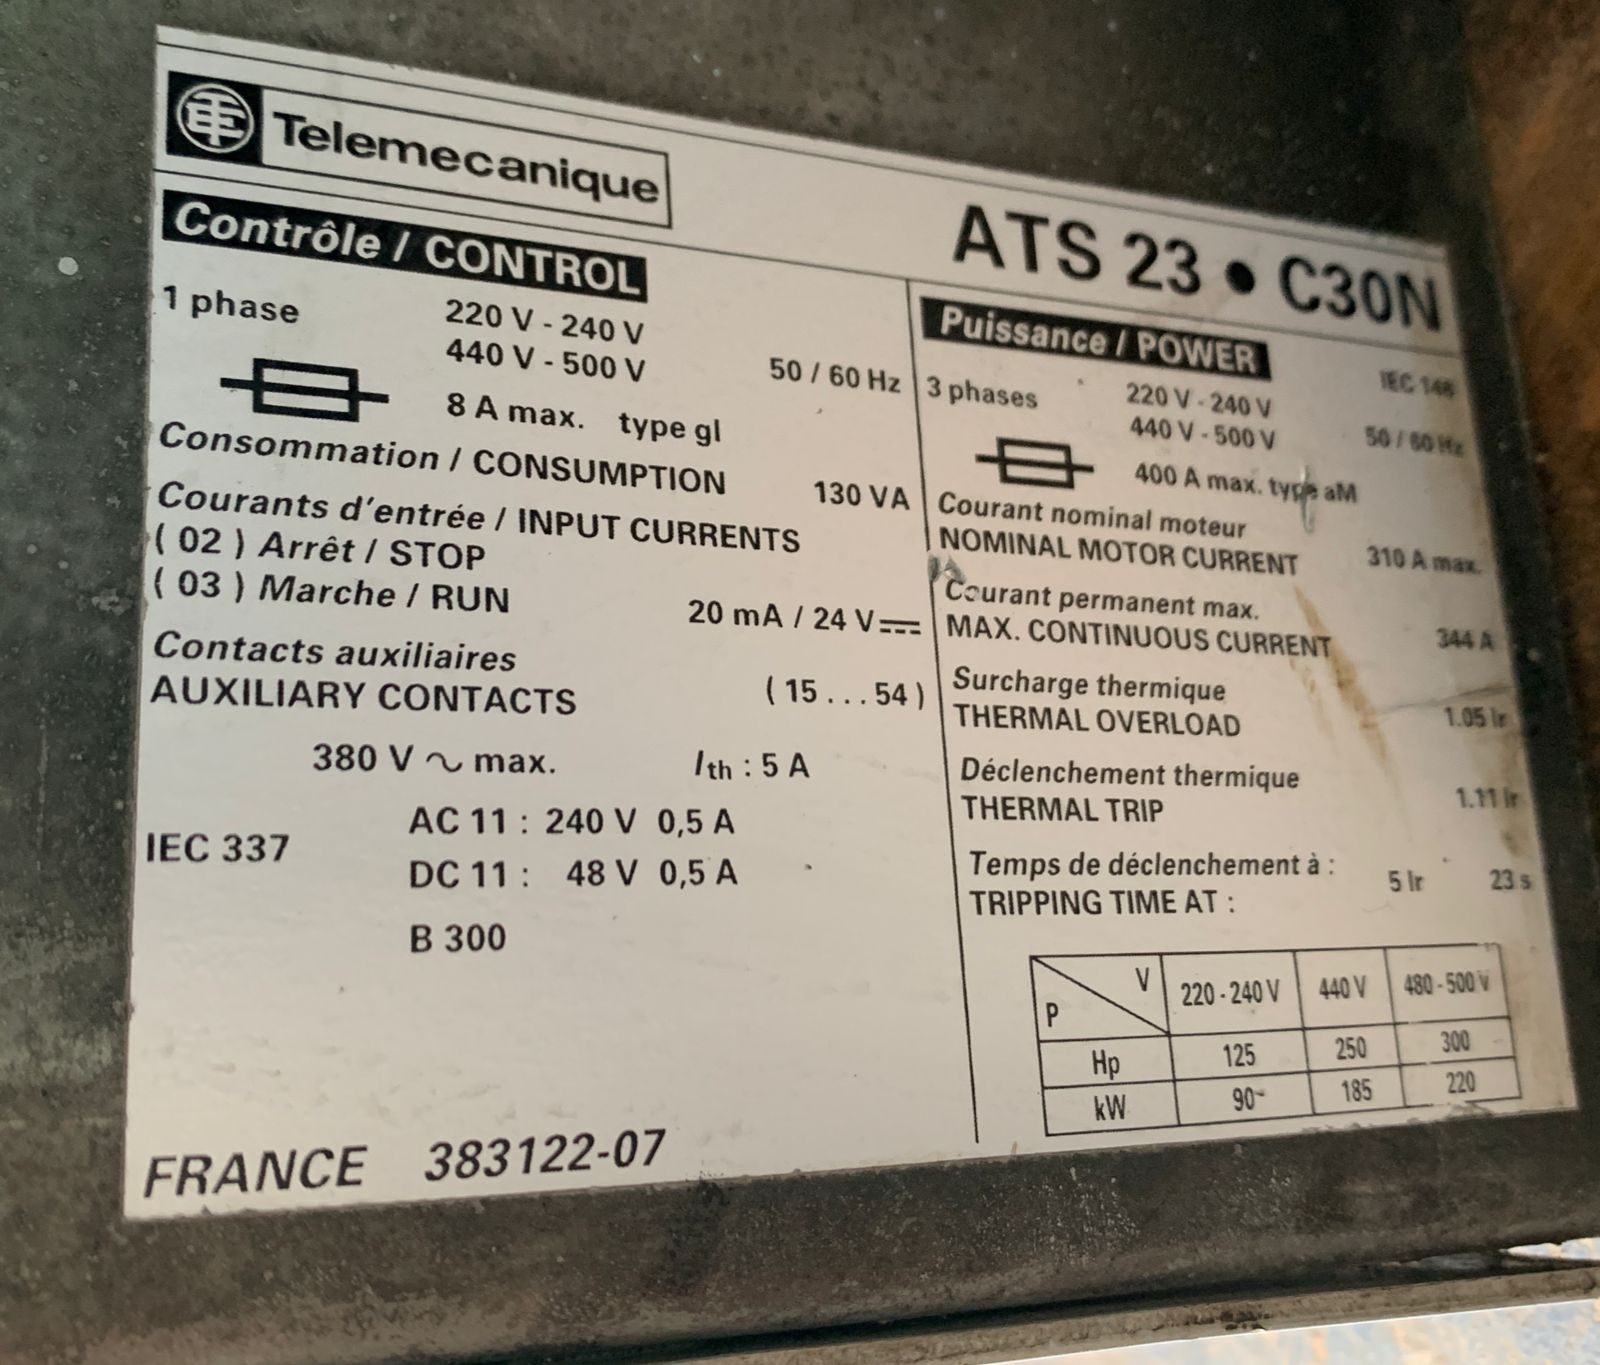 Telemecanique
ATS 23 • C30N
Contrôle / CONTROL
1 phase 220 V - 240 V
440 V - 500 V 50 / 60 Hz
8 A max. type gl
Consommation / CONSUMPTION 130 VA
Courants d'entrée / INPUT CURRENTS
( 02 ) Arrêt / STOP
( 03 ) Marche / RUN 20 mA / 24 V
Contacts auxiliaires
AUXILIARY CONTACTS ( 15 . . . 54 )
380 V ~ max. Ith : 5 A
AC 11 : 240 V 0,5 A
IEC 337
DC 11 : 48 V 0,5 A
B 300
FRANCE 383122-07
Puissance / POWER
IEC 146
3 phases 220 V - 240 V
440 V - 500 V 50 / 60 Hz
400 A max. type aM
Courant nominal moteur
NOMINAL MOTOR CURRENT 310 A max.
Courant permanent max.
MAX. CONTINUOUS CURRENT 344 A
Surcharge thermique
THERMAL OVERLOAD 1.05 Ir
Déclenchement thermique
THERMAL TRIP 1.11 Ir
Temps de déclenchement à :
TRIPPING TIME AT : 5 Ir 23 s
P V 220 - 240 V 440 V 480 - 500 V
Hp 125 250 300
kW 90 185 220